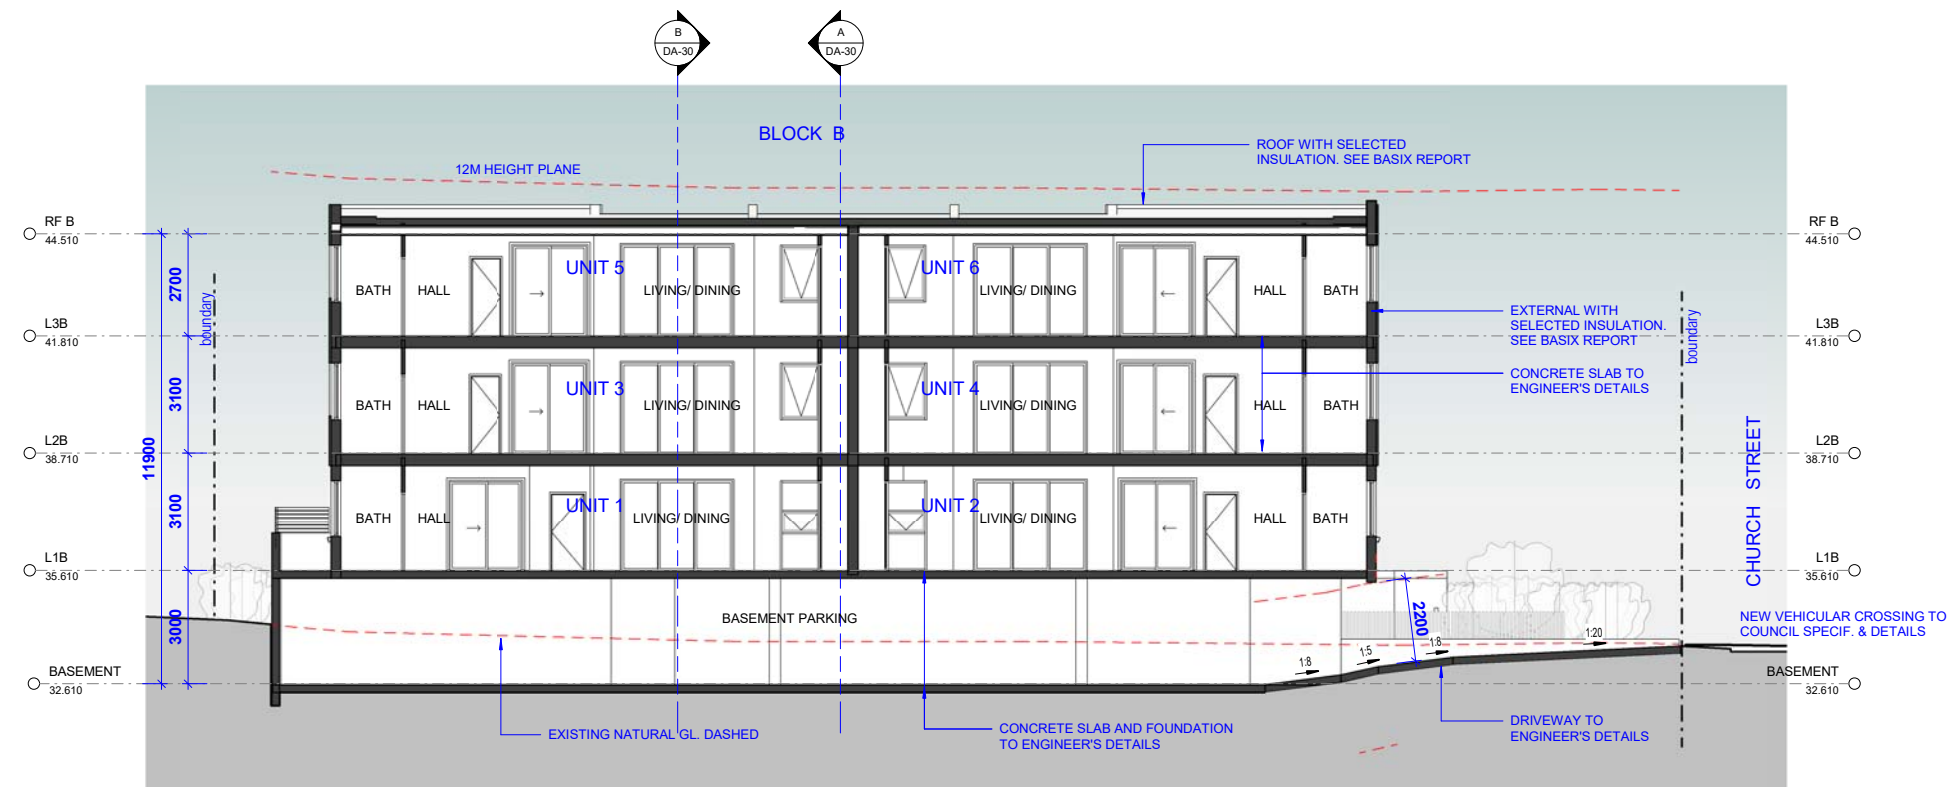 B
DA-30
A
DA-30
BLOCK B
12M HEIGHT PLANE
ROOF WITH SELECTED
INSULATION. SEE BASIX REPORT
RF B
44.510
RF B
44.510
2700
UNIT 5
UNIT 6
BATH
HALL
LIVING/ DINING
LIVING/ DINING
HALL
BATH
boundary
EXTERNAL WITH
SELECTED INSULATION.
SEE BASIX REPORT
boundary
L3B
41.810
L3B
41.810
CONCRETE SLAB TO
ENGINEER'S DETAILS
3100
UNIT 3
UNIT 4
BATH
HALL
LIVING/ DINING
LIVING/ DINING
HALL
BATH
11900
L2B
38.710
L2B
38.710
CHURCH STREET
3100
UNIT 1
UNIT 2
BATH
HALL
LIVING/ DINING
LIVING/ DINING
HALL
BATH
L1B
35.610
L1B
35.610
3000
BASEMENT PARKING
2200
1:8
1:5
1:8
1:20
NEW VEHICULAR CROSSING TO
COUNCIL SPECIF. & DETAILS
BASEMENT
32.610
BASEMENT
32.610
EXISTING NATURAL GL. DASHED
CONCRETE SLAB AND FOUNDATION
TO ENGINEER'S DETAILS
DRIVEWAY TO
ENGINEER'S DETAILS